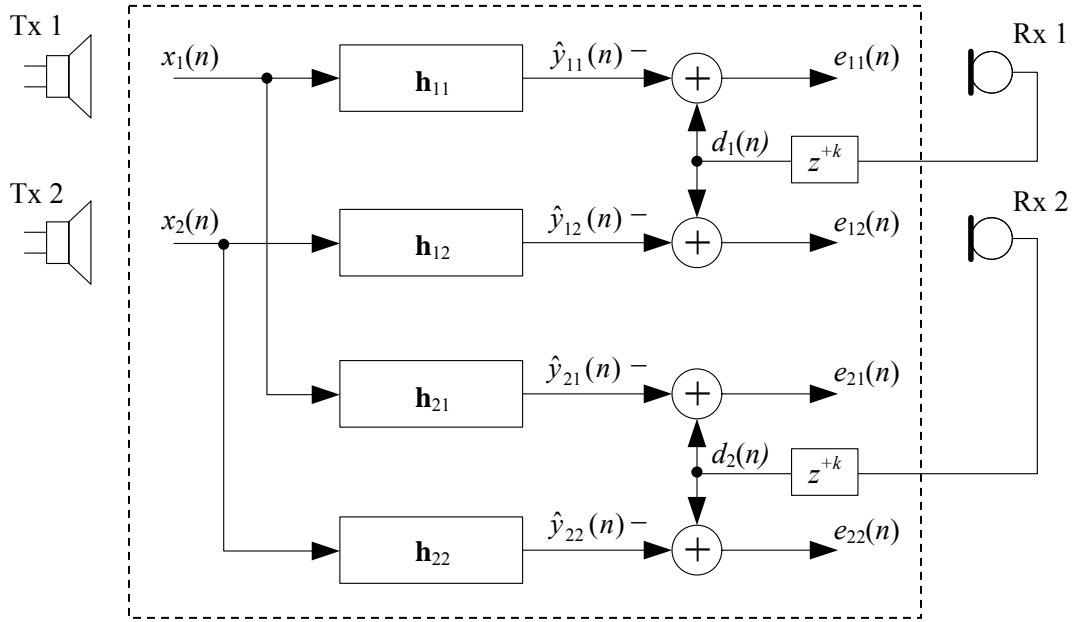 Tx 1
x₁(n)
h₁₁
ŷ₁₁(n) −
+
e₁₁(n)
Rx 1
d₁(n)
z⁺ᵏ
Tx 2
x₂(n)
h₁₂
ŷ₁₂(n) −
+
e₁₂(n)
Rx 2
h₂₁
ŷ₂₁(n) −
+
e₂₁(n)
d₂(n)
z⁺ᵏ
h₂₂
ŷ₂₂(n) −
+
e₂₂(n)